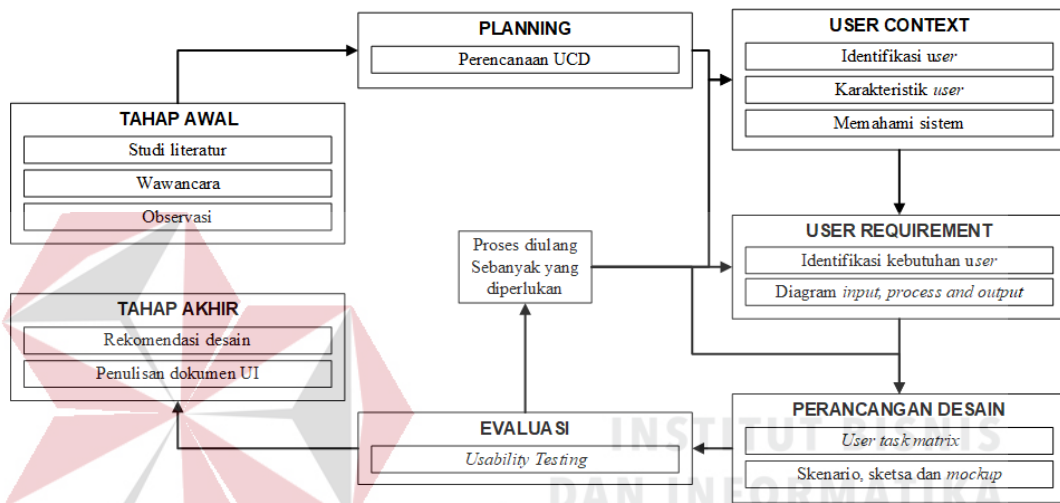 PLANNING
Perencanaan UCD
USER CONTEXT
Identifikasi user
Karakteristik user
Memahami sistem
TAHAP AWAL
Studi literatur
Wawancara
Observasi
Proses diulang
Sebanyak yang
diperlukan
USER REQUIREMENT
Identifikasi kebutuhan user
Diagram input, process and output
TAHAP AKHIR
Rekomendasi desain
Penulisan dokumen UI
EVALUASI
Usability Testing
PERANCANGAN DESAIN
User task matrix
Skenario, sketsa dan mockup
INSTITUT BISNIS
DAN INFORMATIKA